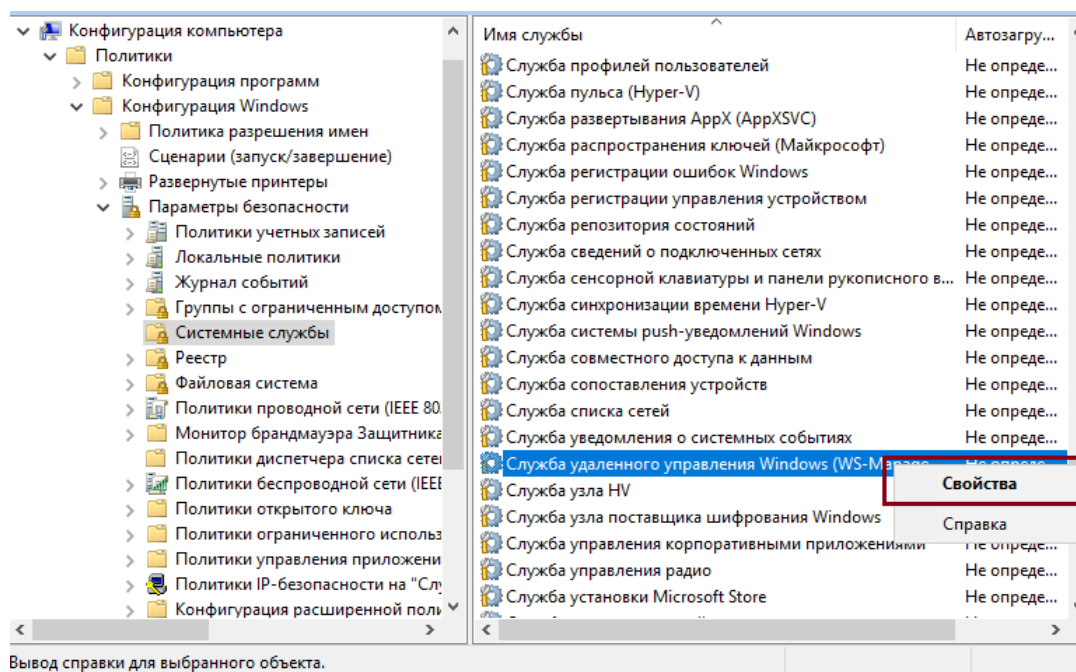 Конфигурация компьютера
Политики
Конфигурация программ
Конфигурация Windows
Политика разрешения имен
Сценарии (запуск/завершение)
Развернутые принтеры
Параметры безопасности
Политики учетных записей
Локальные политики
Журнал событий
Группы с ограниченным доступом
Системные службы
Реестр
Файловая система
Политики проводной сети (IEEE 80.
Монитор брандмауэра Защитника
Политики диспетчера списка сете
Политики беспроводной сети (IEEE
Политики открытого ключа
Политики ограниченного использ
Политики управления приложени
Политики IP-безопасности на "Сл
Конфигурация расширенной поли
Имя службы Автозагру...
Служба профилей пользователей Не опреде...
Служба пульса (Hyper-V) Не опреде...
Служба развертывания AppX (AppXSVC) Не опреде...
Служба распространения ключей (Майкрософт) Не опреде...
Служба регистрации ошибок Windows Не опреде...
Служба регистрации управления устройством Не опреде...
Служба репозитория состояний Не опреде...
Служба сведений о подключенных сетях Не опреде...
Служба сенсорной клавиатуры и панели рукописного в... Не опреде...
Служба синхронизации времени Hyper-V Не опреде...
Служба системы push-уведомлений Windows Не опреде...
Служба совместного доступа к данным Не опреде...
Служба сопоставления устройств Не опреде...
Служба списка сетей Не опреде...
Служба уведомления о системных событиях Не опреде...
Служба удаленного управления Windows (WS-Manage... Не опреде...
Служба узла HV
Служба узла поставщика шифрования Windows
Служба управления корпоративными приложениями Не опреде...
Служба управления радио Не опреде...
Служба установки Microsoft Store Не опреде...
Свойства
Справка
Вывод справки для выбранного объекта.